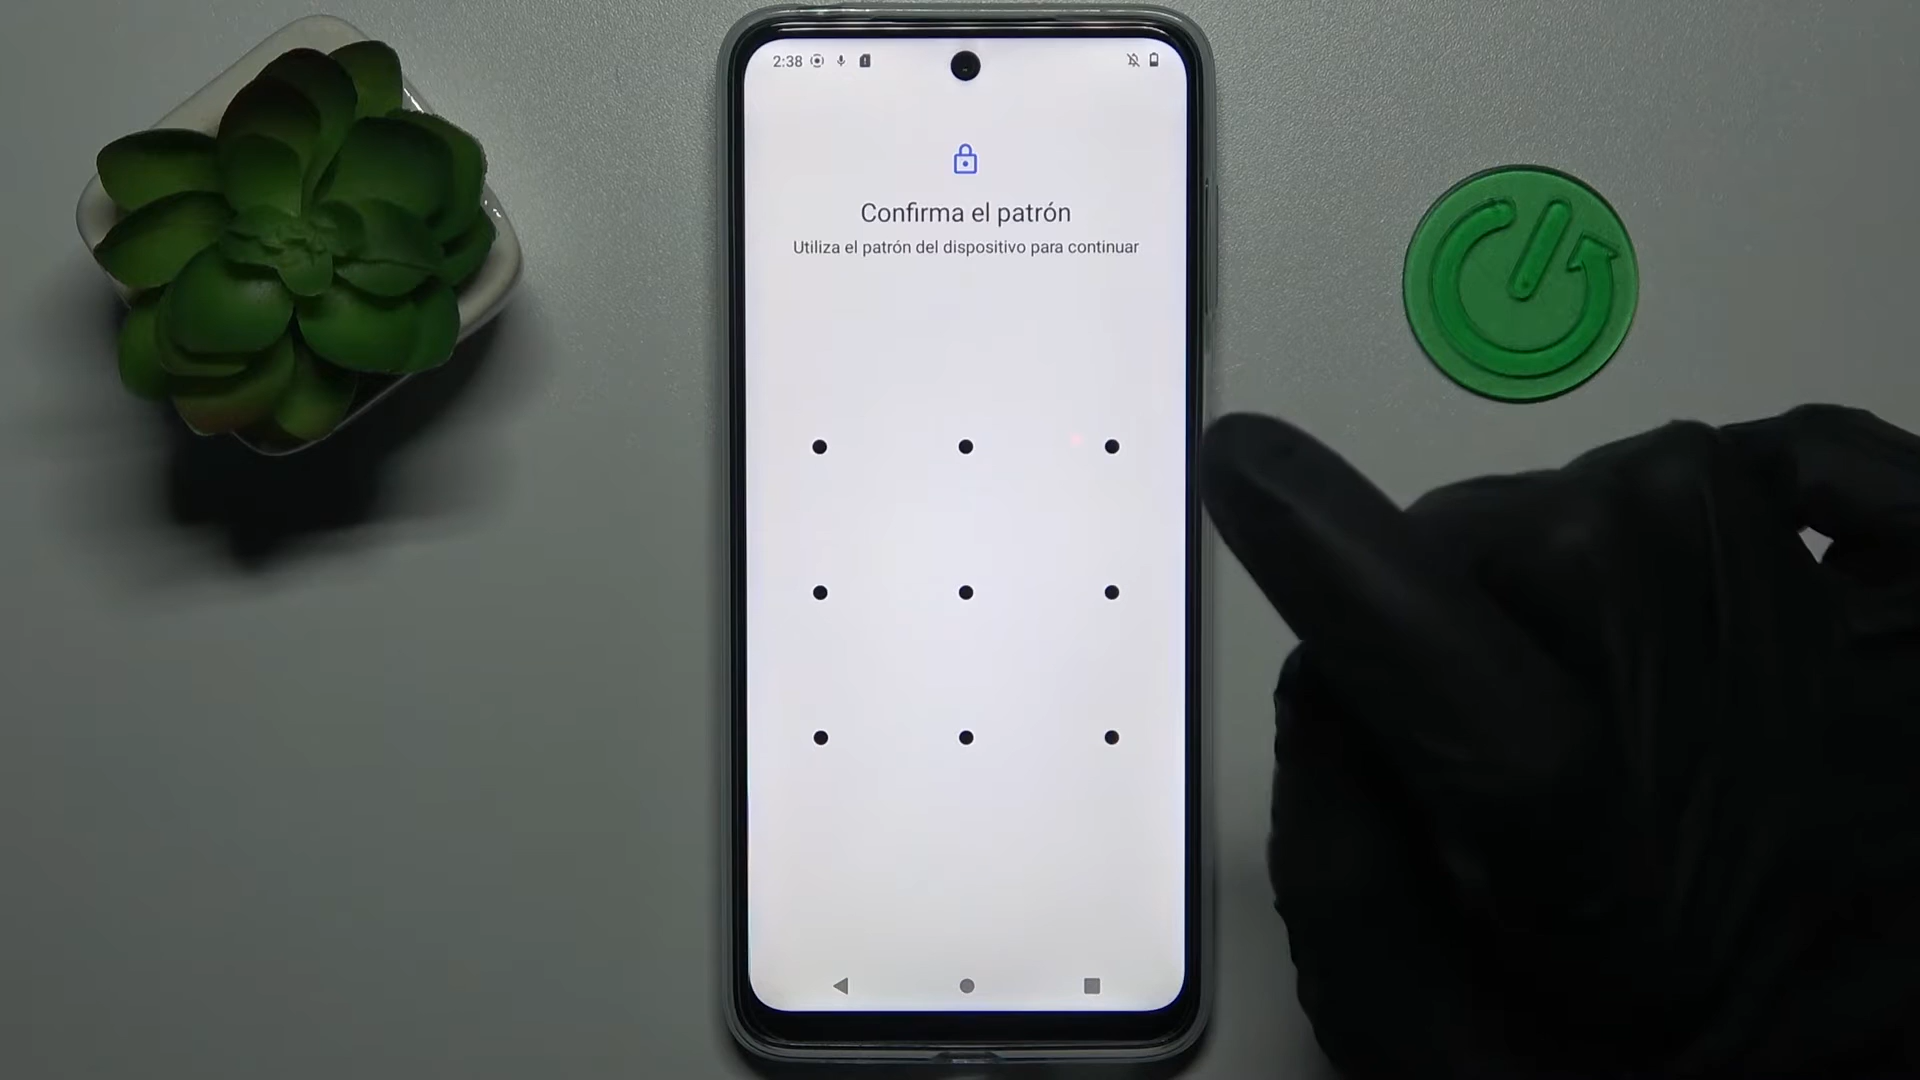 2:38
Confirma el patrón
Utiliza el patrón del dispositivo para continuar